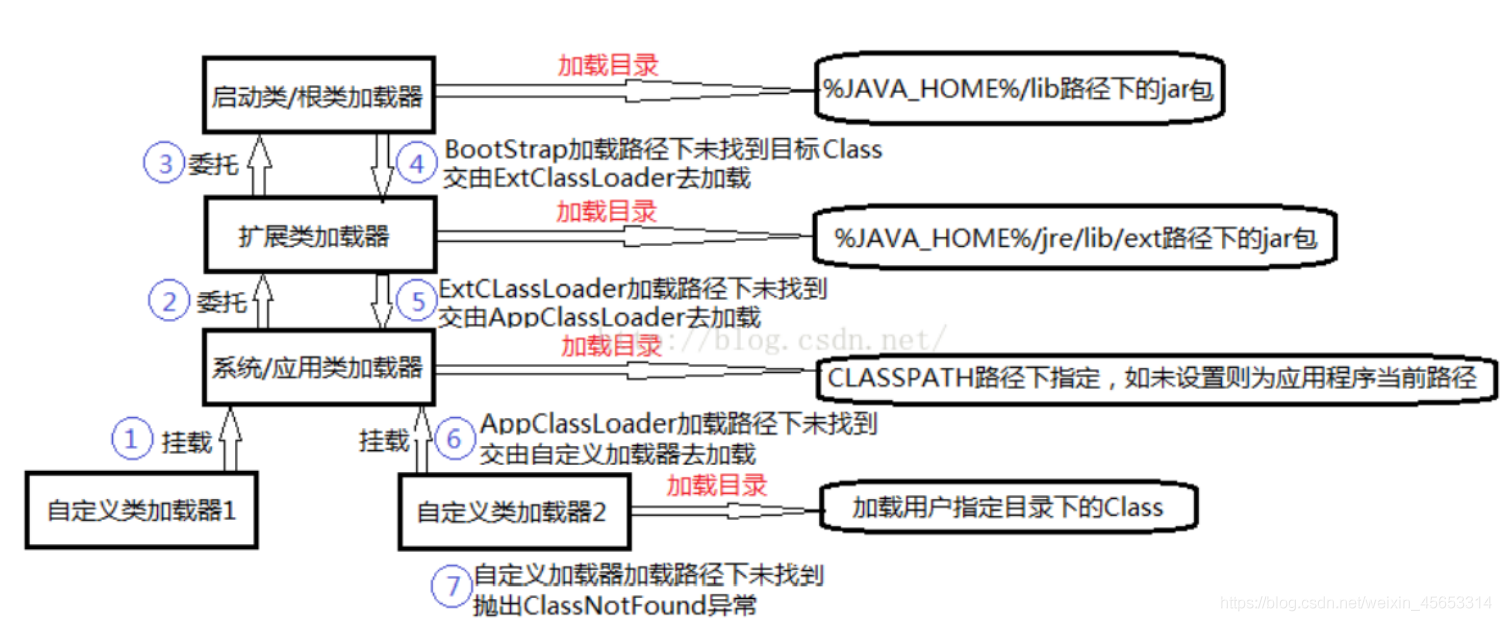 加载目录
启动类/根类加载器
%JAVA_HOME%/lib路径下的jar包
③ 委托
④ BootStrap加载路径下未找到目标Class
交由ExtClassLoader去加载
加载目录
扩展类加载器
%JAVA_HOME%/jre/lib/ext路径下的jar包
② 委托
⑤ ExtCLassLoader加载路径下未找到
交由AppClassLoader去加载
http://blog.csdn.net/
加载目录
系统/应用类加载器
CLASSPATH路径下指定，如未设置则为应用程序当前路径
① 挂载
挂载
⑥ AppClassLoader加载路径下未找到
交由自定义加载器去加载
加载目录
自定义类加载器1
自定义类加载器2
加载用户指定目录下的Class
⑦ 自定义加载器加载路径下未找到
抛出ClassNotFound异常
https://blog.csdn.net/weixin_45653314